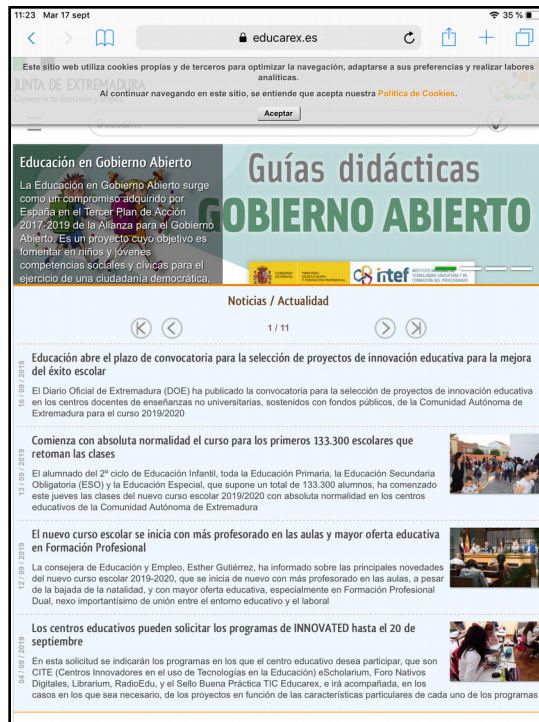 11:23 Mar 17 sept
35 %
educarex.es
Este sitio web utiliza cookies propias y de terceros para optimizar la navegación, adaptarse a sus preferencias y realizar labores
analíticas.
Al continuar navegando en este sitio, se entiende que acepta nuestra Política de Cookies.
Aceptar
JUNTA DE EXTREMADURA
Consejería de Educación y Empleo
Buscar...
Educación en Gobierno Abierto
La Educación en Gobierno Abierto surge
como un compromiso adquirido por
España en el Tercer Plan de Acción
2017-2019 de la Alianza para el Gobierno
Abierto. Es un proyecto cuyo objetivo es
fomentar en niños y jóvenes
competencias sociales y cívicas para el
ejercicio de una ciudadanía democrática,
Guías didácticas
GOBIERNO ABIERTO
GOBIERNO
DE ESPAÑA
MINISTERIO
DE EDUCACIÓN
Y FORMACIÓN PROFESIONAL
intef
Noticias / Actualidad
1 / 11
16 / 09 / 2019
Educación abre el plazo de convocatoria para la selección de proyectos de innovación educativa para la mejora
del éxito escolar
El Diario Oficial de Extremadura (DOE) ha publicado la convocatoria para la selección de proyectos de innovación educativa
en los centros docentes de enseñanzas no universitarias, sostenidos con fondos públicos, de la Comunidad Autónoma de
Extremadura para el curso 2019/2020
13 / 09 / 2019
Comienza con absoluta normalidad el curso para los primeros 133.300 escolares que
retoman las clases
El alumnado del 2º ciclo de Educación Infantil, toda la Educación Primaria, la Educación Secundaria
Obligatoria (ESO) y la Educación Especial, que supone un total de 133.300 alumnos, ha comenzado
este jueves las clases del nuevo curso escolar 2019/2020 con absoluta normalidad en los centros
educativos de la Comunidad Autónoma de Extremadura
12 / 09 / 2019
El nuevo curso escolar se inicia con más profesorado en las aulas y mayor oferta educativa
en Formación Profesional
La consejera de Educación y Empleo, Esther Gutiérrez, ha informado sobre las principales novedades
del nuevo curso escolar 2019-2020, que se inicia de nuevo con más profesorado en las aulas, a pesar
de la bajada de la natalidad, y con mayor oferta educativa, especialmente en Formación Profesional
Dual, nexo importantísimo de unión entre el entorno educativo y el laboral
04 / 09 / 2019
Los centros educativos pueden solicitar los programas de INNOVATED hasta el 20 de
septiembre
En esta solicitud se indicarán los programas en los que el centro educativo desea participar, que son
CITE (Centros Innovadores en el uso de Tecnologías en la Educación) eScholarium, Foro Nativos
Digitales, Librarium, RadioEdu, y el Sello Buena Práctica TIC Educarex, e irá acompañada, en los
casos en los que sea necesario, de los proyectos en función de las características particulares de cada uno de los programas